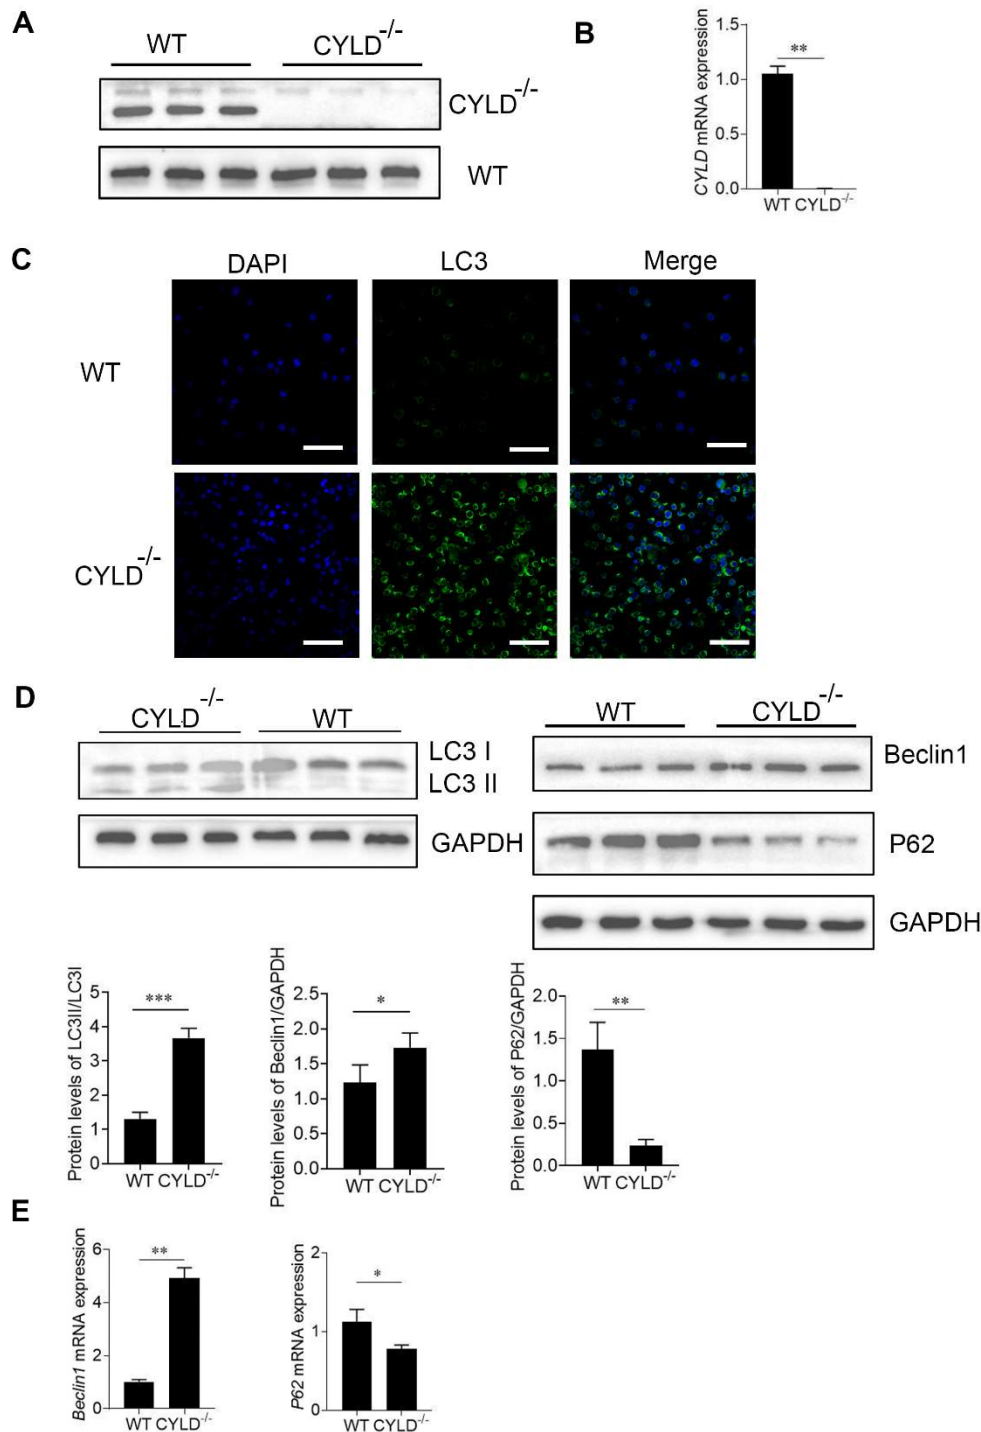 A
WT CYLD-/-
CYLD-/-
WT
B
CYLD mRNA expression
1.5
1.0
0.5
0.0
**
WT CYLD-/-
C
DAPI LC3 Merge
WT
CYLD-/-
D
CYLD-/- WT
LC3 I
LC3 II
GAPDH
WT CYLD-/-
Beclin1
P62
GAPDH
Protein levels of LC3II/LC3I
5
4
3
2
1
0
***
WT CYLD-/-
Protein levels of Beclin1/GAPDH
2.5
2.0
1.5
1.0
0.5
0.0
*
WT CYLD-/-
Protein levels of P62/GAPDH
2.0
1.5
1.0
0.5
0.0
**
WT CYLD-/-
E
Beclin1 mRNA expression
6
4
2
0
**
WT CYLD-/-
P62 mRNA expression
2
1
0
*
WT CYLD-/-